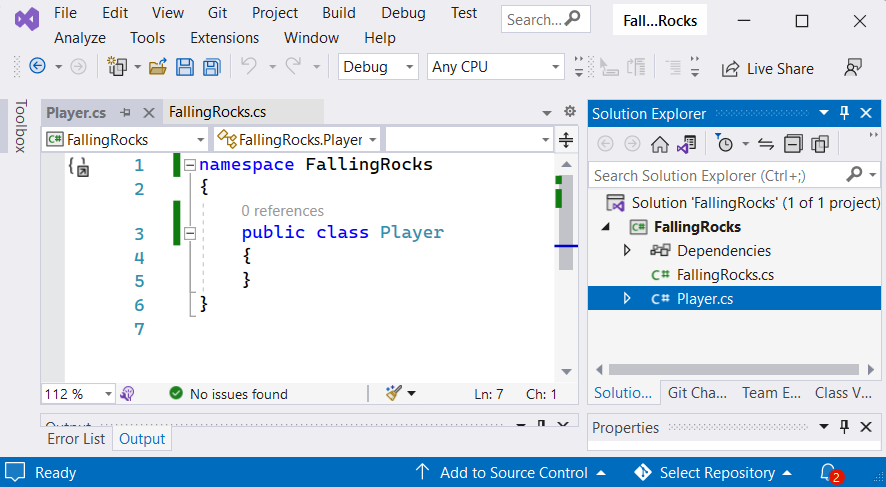 File Edit View Git Project Build Debug Test Search... Fall...Rocks
Analyze Tools Extensions Window Help
Debug Any CPU Live Share
Toolbox
Player.cs FallingRocks.cs
Solution Explorer
C# FallingRocks FallingRocks.Player
Search Solution Explorer (Ctrl+;)
1 namespace FallingRocks
2 {
0 references
3 public class Player
4 {
5 }
6 }
7
Solution 'FallingRocks' (1 of 1 project)
C# FallingRocks
Dependencies
C# FallingRocks.cs
C# Player.cs
112 % No issues found Ln: 7 Ch: 1
Solutio... Git Cha... Team E... Class V...
Output
Properties
Error List Output
Ready Add to Source Control Select Repository 2